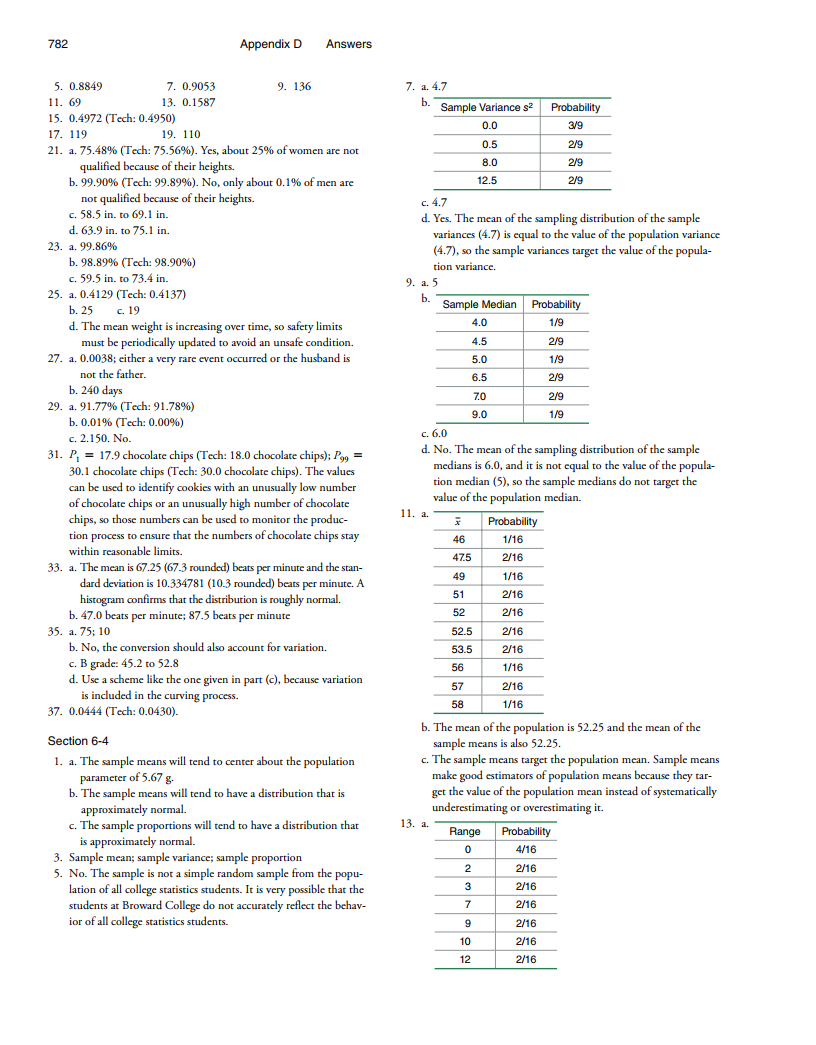 782 Appendix D Answers
5. 0.8849 7. 0.9053 9. 136
11. 69 13. 0.1587
15. 0.4972 (Tech: 0.4950)
17. 119 19. 110
21. a. 75.48% (Tech: 75.56%). Yes, about 25% of women are not
qualified because of their heights.
b. 99.90% (Tech: 99.89%). No, only about 0.1% of men are
not qualified because of their heights.
c. 58.5 in. to 69.1 in.
d. 63.9 in. to 75.1 in.
23. a. 99.86%
b. 98.89% (Tech: 98.90%)
c. 59.5 in. to 73.4 in.
25. a. 0.4129 (Tech: 0.4137)
b. 25 c. 19
d. The mean weight is increasing over time, so safety limits
must be periodically updated to avoid an unsafe condition.
27. a. 0.0038; either a very rare event occurred or the husband is
not the father.
b. 240 days
29. a. 91.77% (Tech: 91.78%)
b. 0.01% (Tech: 0.00%)
c. 2.150. No.
31. P₁ = 17.9 chocolate chips (Tech: 18.0 chocolate chips); P₉₉ =
30.1 chocolate chips (Tech: 30.0 chocolate chips). The values
can be used to identify cookies with an unusually low number
of chocolate chips or an unusually high number of chocolate
chips, so those numbers can be used to monitor the produc-
tion process to ensure that the numbers of chocolate chips stay
within reasonable limits.
33. a. The mean is 67.25 (67.3 rounded) beats per minute and the stan-
dard deviation is 10.334781 (10.3 rounded) beats per minute. A
histogram confirms that the distribution is roughly normal.
b. 47.0 beats per minute; 87.5 beats per minute
35. a. 75; 10
b. No, the conversion should also account for variation.
c. B grade: 45.2 to 52.8
d. Use a scheme like the one given in part (c), because variation
is included in the curving process.
37. 0.0444 (Tech: 0.0430).
Section 6-4
1. a. The sample means will tend to center about the population
parameter of 5.67 g.
b. The sample means will tend to have a distribution that is
approximately normal.
c. The sample proportions will tend to have a distribution that
is approximately normal.
3. Sample mean; sample variance; sample proportion
5. No. The sample is not a simple random sample from the popu-
lation of all college statistics students. It is very possible that the
students at Broward College do not accurately reflect the behav-
ior of all college statistics students.
7. a. 4.7
b. Sample Variance s² Probability
0.0 3/9
0.5 2/9
8.0 2/9
12.5 2/9
c. 4.7
d. Yes. The mean of the sampling distribution of the sample
variances (4.7) is equal to the value of the population variance
(4.7), so the sample variances target the value of the popula-
tion variance.
9. a. 5
b. Sample Median Probability
4.0 1/9
4.5 2/9
5.0 1/9
6.5 2/9
7.0 2/9
9.0 1/9
c. 6.0
d. No. The mean of the sampling distribution of the sample
medians is 6.0, and it is not equal to the value of the popula-
tion median (5), so the sample medians do not target the
value of the population median.
11. a. x̄ Probability
46 1/16
47.5 2/16
49 1/16
51 2/16
52 2/16
52.5 2/16
53.5 2/16
56 1/16
57 2/16
58 1/16
b. The mean of the population is 52.25 and the mean of the
sample means is also 52.25.
c. The sample means target the population mean. Sample means
make good estimators of population means because they tar-
get the value of the population mean instead of systematically
underestimating or overestimating it.
13. a. Range Probability
0 4/16
2 2/16
3 2/16
7 2/16
9 2/16
10 2/16
12 2/16